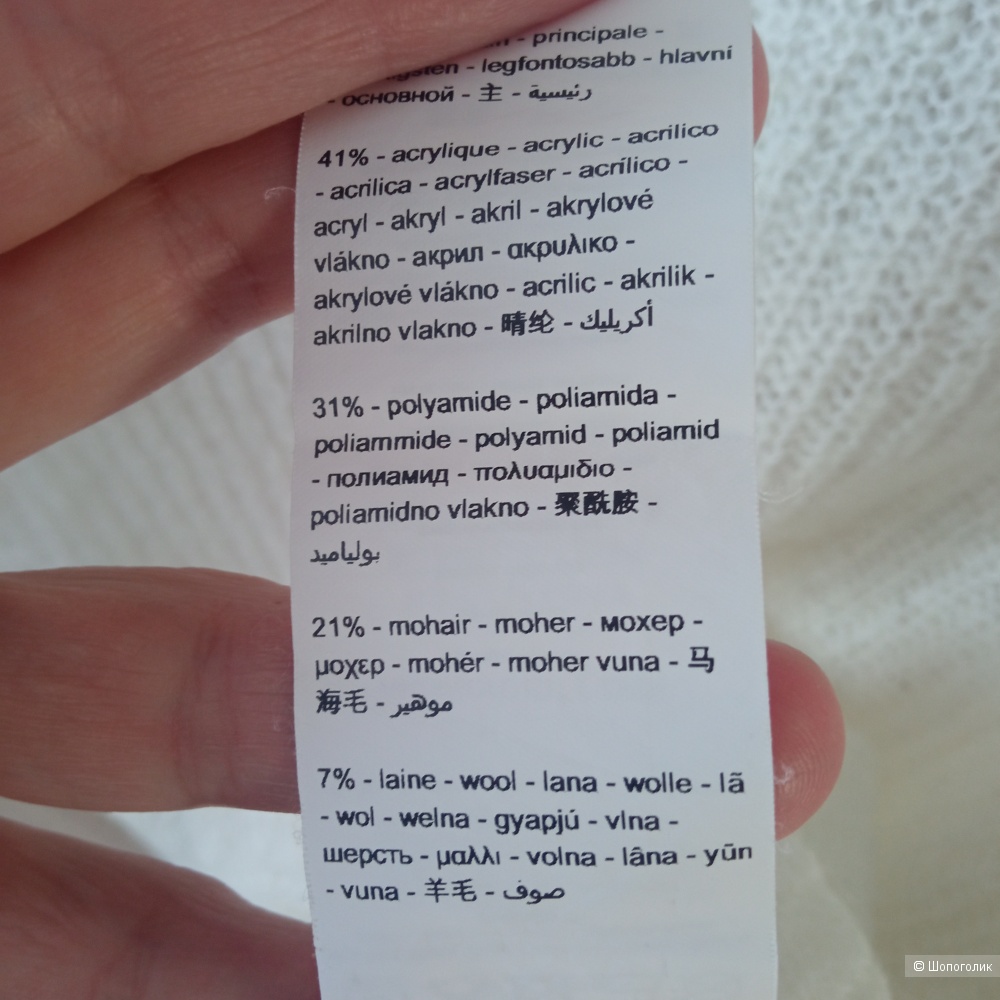 - principale -
- legfontosabb - hlavní
- основной - 主 - رئيسية
41% - acrylique - acrylic - acrilico
- acrilica - acrylfaser - acrílico -
acryl - akryl - akril - akrylové
vlákno - акрил - ακρυλικο -
akrylové vlákno - acrilic - akrilik -
akrilno vlakno - 晴纶 - أكريليك
31% - polyamide - poliamida -
poliammide - polyamid - poliamid
- полиамид - πολυαμιδιο -
poliamidno vlakno - 聚酰胺 -
بولياميد
21% - mohair - moher - мохер -
μοχερ - mohér - moher vuna - 马
海毛 - موهير
7% - laine - wool - lana - wolle - lã
- wol - welna - gyapjú - vlna -
шерсть - μαλλι - volna - lâna - yün
- vuna - 羊毛 - صوف
© Шопоголик